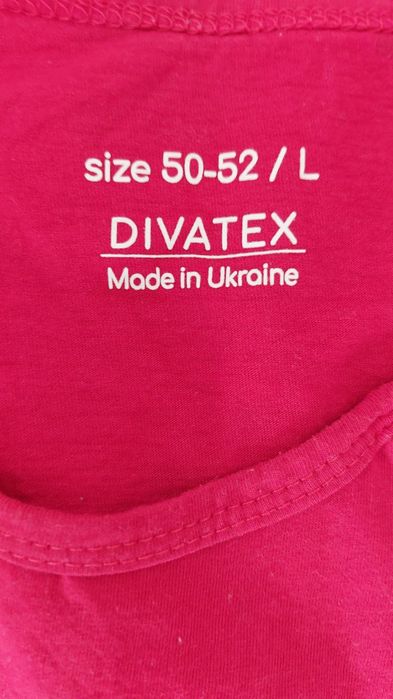 size 50-52 / L
DIVATEX
Made in Ukraine